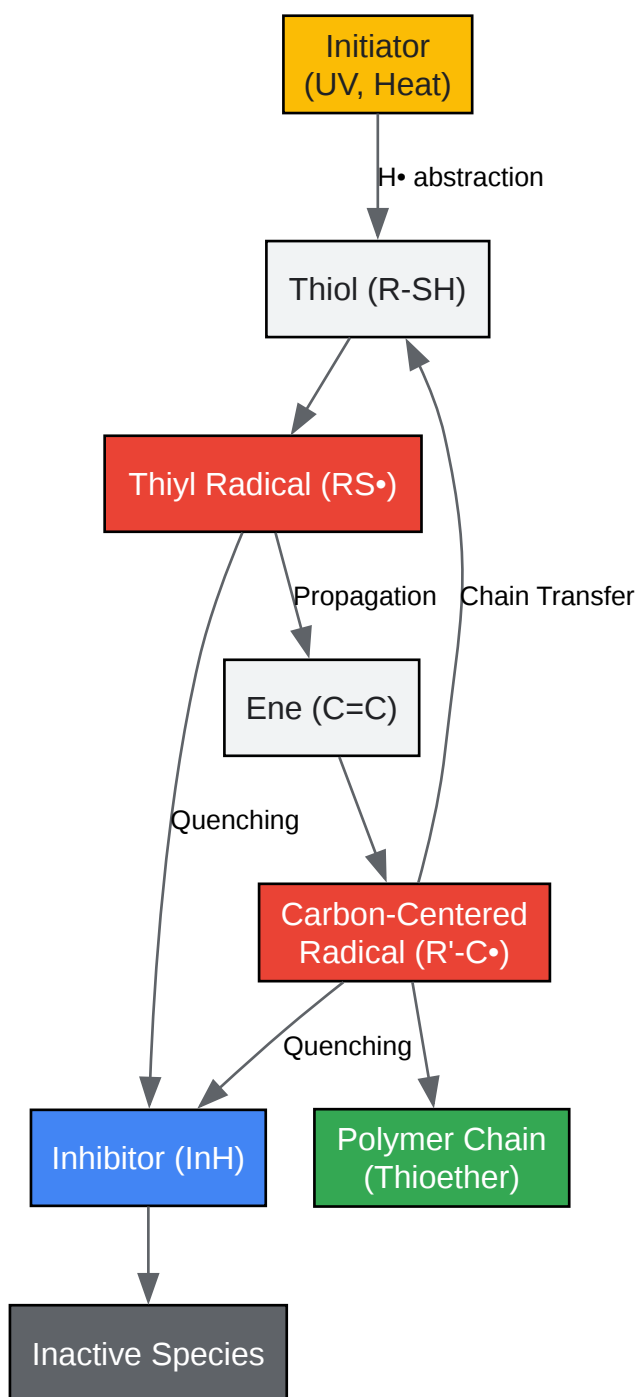 Initiator
(UV, Heat)
H• abstraction
Thiol (R-SH)
Thiyl Radical (RS•)
Propagation
Chain Transfer
Ene (C=C)
Quenching
Carbon-Centered
Radical (R'-C•)
Quenching
Inhibitor (InH)
Polymer Chain
(Thioether)
Inactive Species